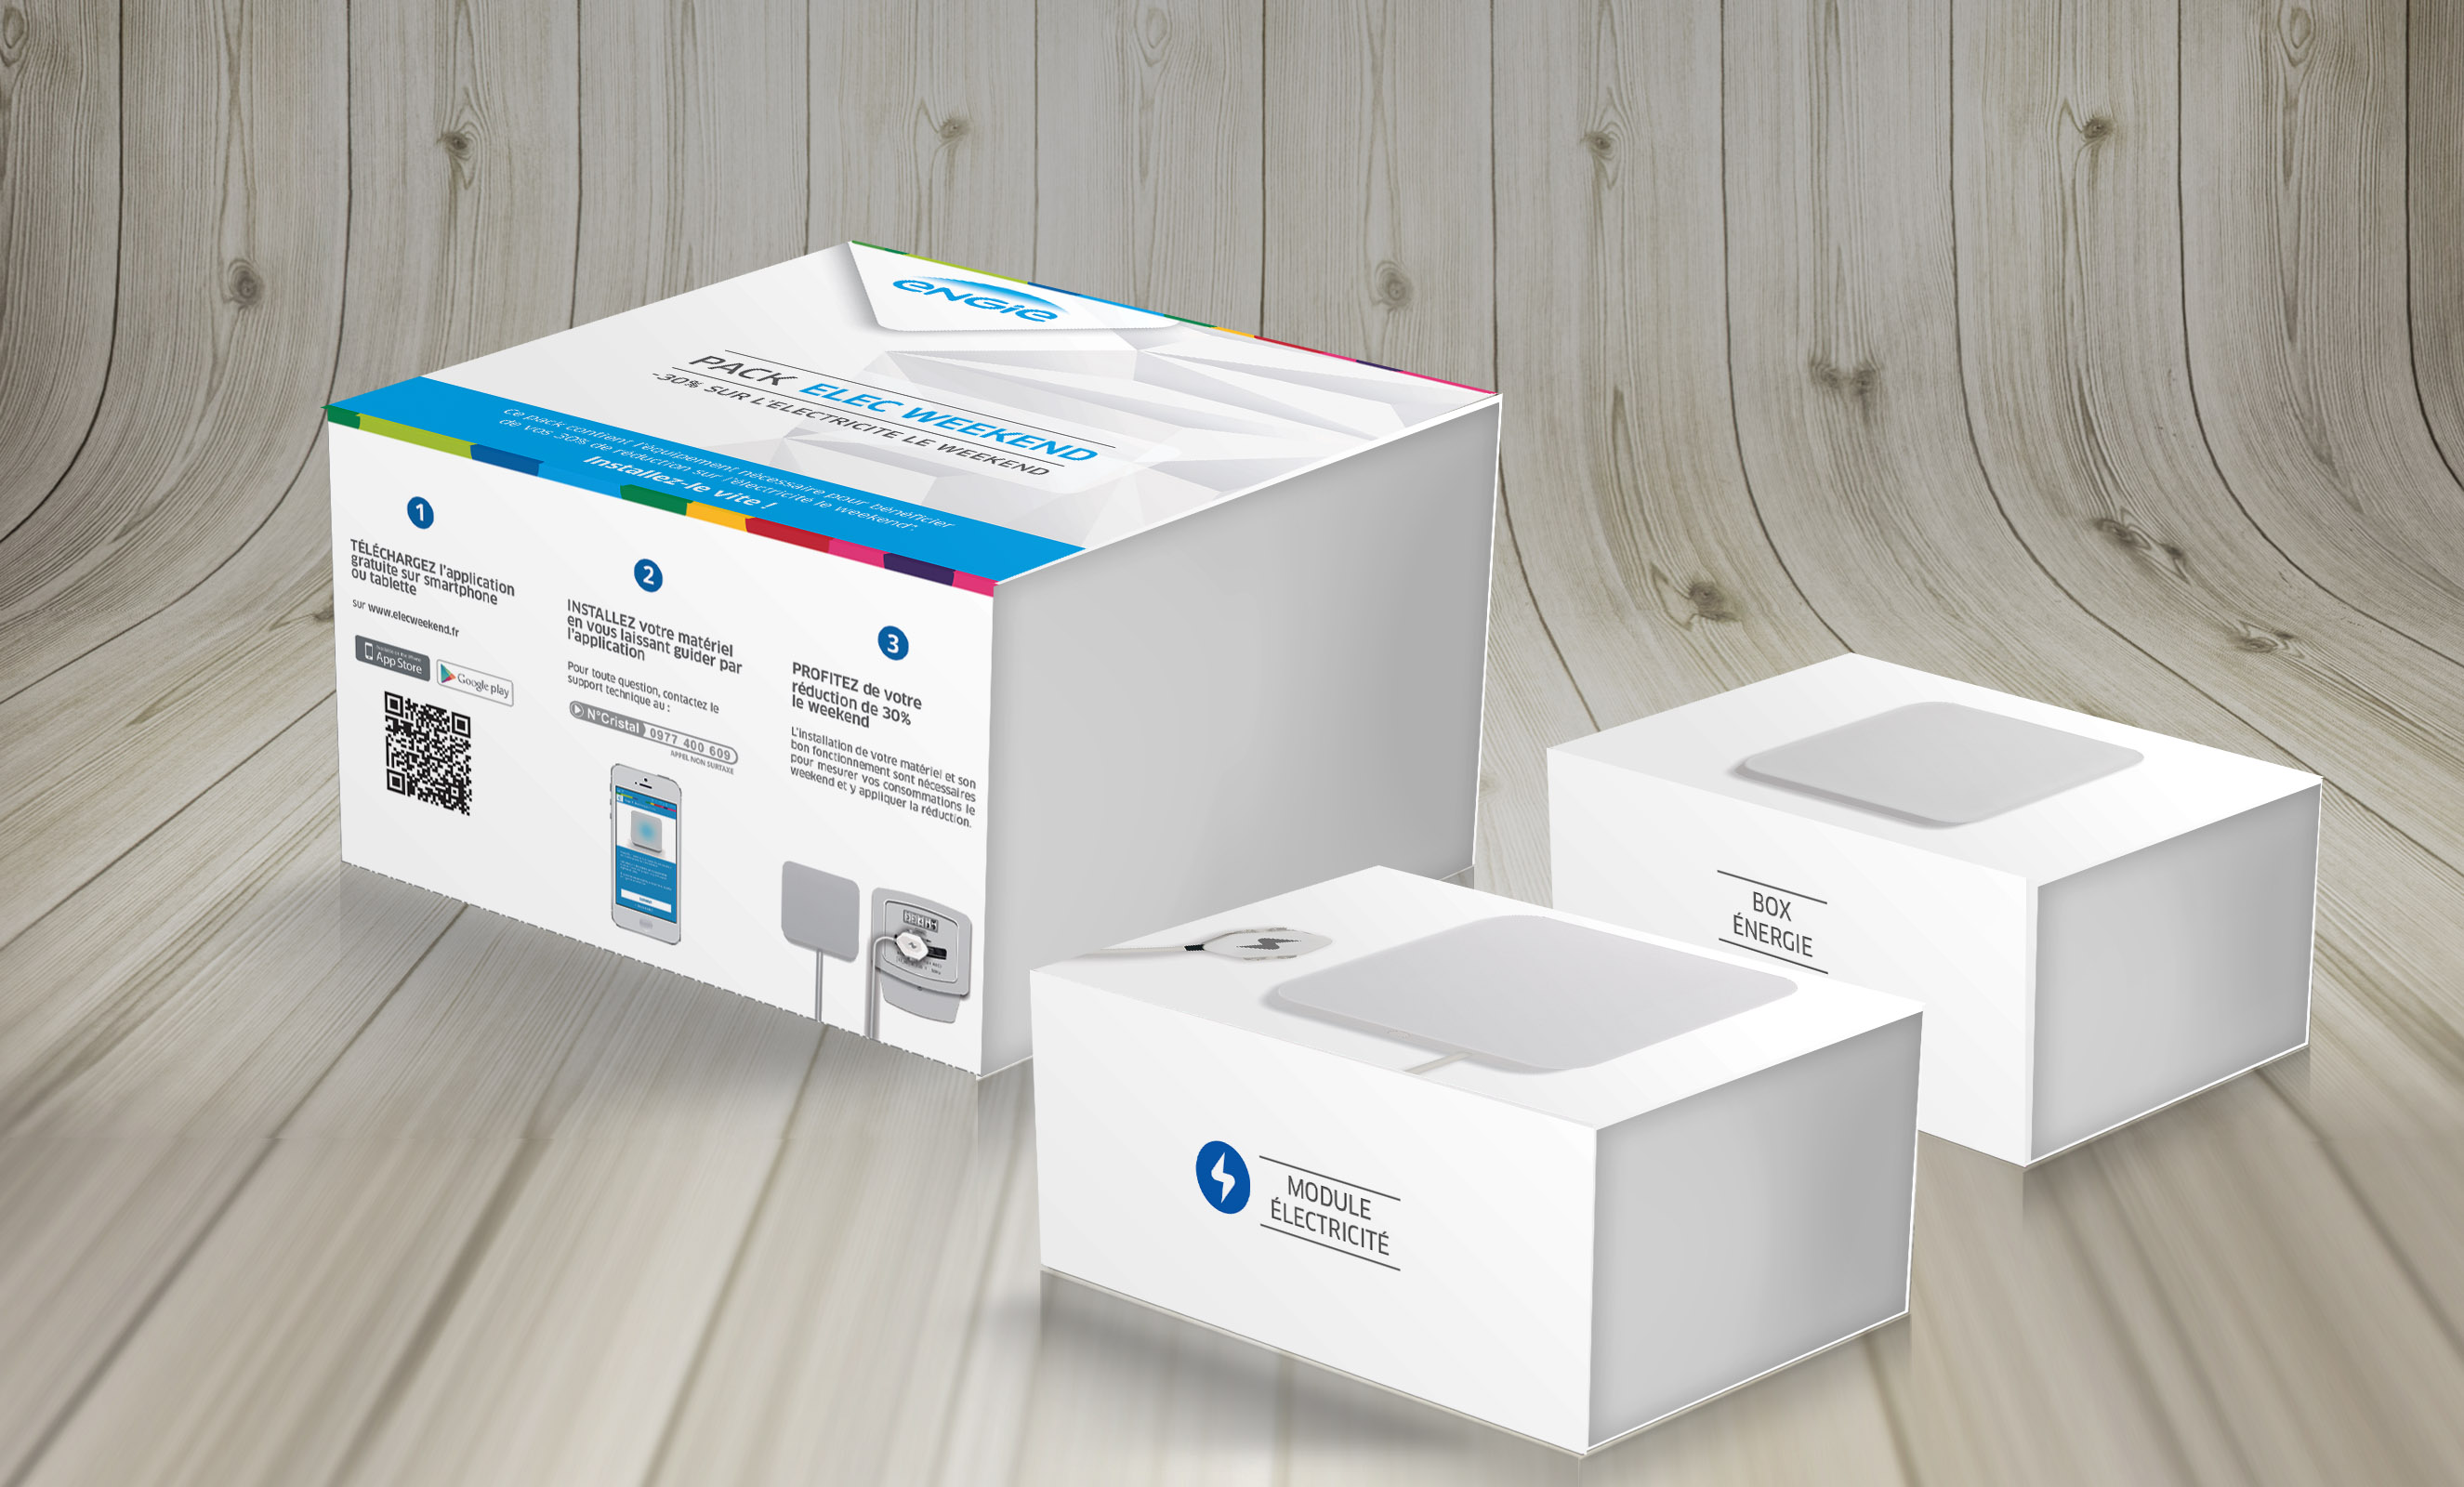 ENGIE
PACK ELEC WEEKEND
-30% SUR L'ELECTRICITE LE WEEKEND
Ce pack contient l'équipement nécessaire pour bénéficier
de vos 30% de réduction sur l'électricité le weekend*
Installez-le vite !
1
TÉLÉCHARGEZ l'application
gratuite sur smartphone
ou tablette
sur www.elecweekend.fr
App Store
Google play
2
INSTALLEZ votre matériel
en vous laissant guider par
l'application
Pour toute question, contactez le
support technique au :
N°Cristal 0977 400 609
APPEL NON SURTAXÉ
3
PROFITEZ de votre
réduction de 30%
le weekend
L'installation de votre matériel et son
bon fonctionnement sont nécessaires
pour mesurer vos consommations le
weekend et y appliquer la réduction.
BOX
ÉNERGIE
MODULE
ÉLECTRICITÉ